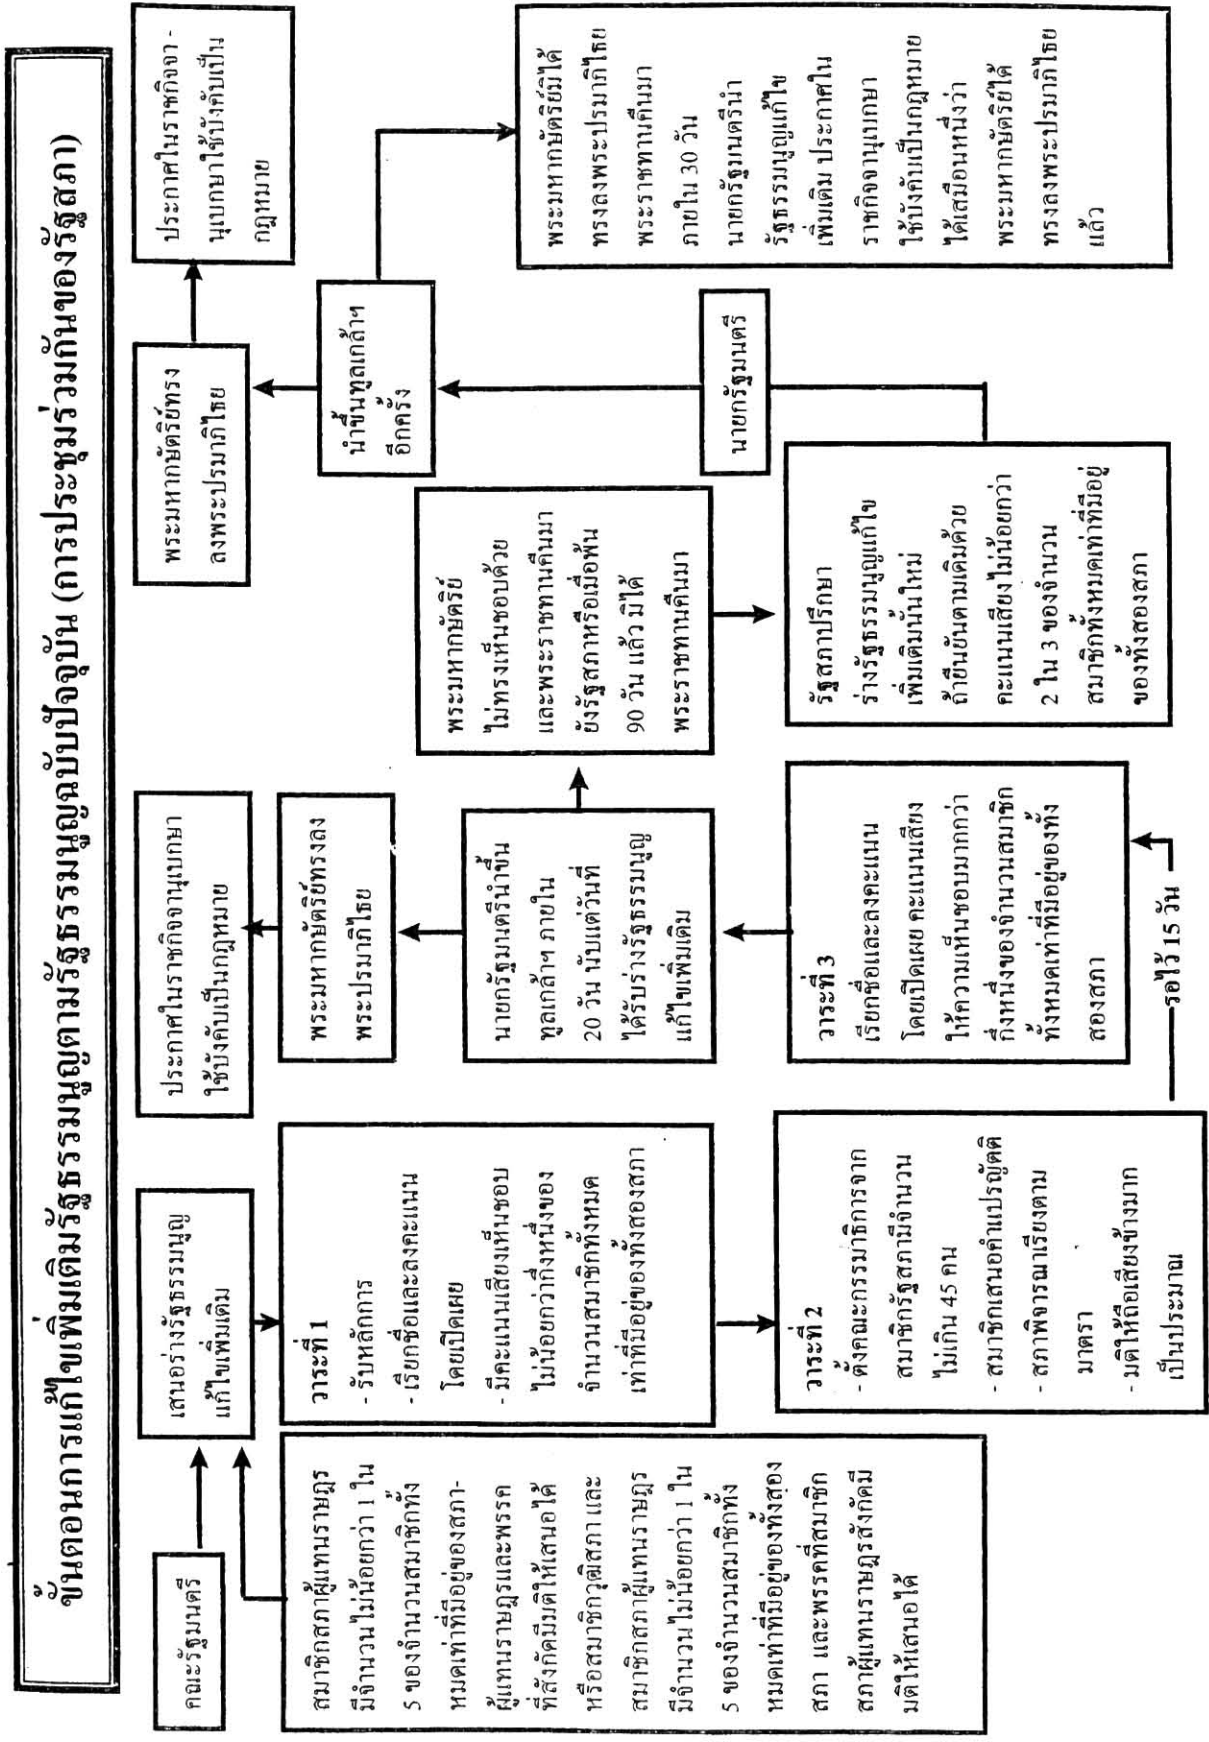 ขั้นตอนการแก้ไขเพิ่มเติมรัฐธรรมนูญตามรัฐธรรมนูญฉบับปัจจุบัน (การประชุมร่วมกันของรัฐสภา)
คณะรัฐมนตรี
สมาชิกสภาผู้แทนราษฎร
มีจำนวนไม่น้อยกว่า 1 ใน
5 ของจำนวนสมาชิกทั้ง
หมดเท่าที่มีอยู่ของสภา-
ผู้แทนราษฎรและพรรค
ที่สังกัดมีมติให้เสนอได้
หรือสมาชิกวุฒิสภา และ
สมาชิกสภาผู้แทนราษฎร
มีจำนวนไม่น้อยกว่า 1 ใน
5 ของจำนวนสมาชิกทั้ง
หมดเท่าที่มีอยู่ของทั้งสอง
สภา และพรรคที่สมาชิก
สภาผู้แทนราษฎรสังกัดมี
มติให้เสนอได้
เสนอร่างรัฐธรรมนูญ
แก้ไขเพิ่มเติม
วาระที่ 1
- รับหลักการ
- เรียกชื่อและลงคะแนน
โดยเปิดเผย
- มีคะแนนเสียงเห็นชอบ
ไม่น้อยกว่ากึ่งหนึ่งของ
จำนวนสมาชิกทั้งหมด
เท่าที่มีอยู่ของทั้งสองสภา
วาระที่ 2
- ตั้งคณะกรรมาธิการจาก
สมาชิกรัฐสภามีจำนวน
ไม่เกิน 45 คน
- สมาชิกเสนอคำแปรญัตติ
- สภาพิจารณาเรียงตาม
มาตรา
- มติให้ถือเสียงข้างมาก
เป็นประมาณ
รอไว้ 15 วัน
วาระที่ 3
เรียกชื่อและลงคะแนน
โดยเปิดเผย คะแนนเสียง
ให้ความเห็นชอบมากกว่า
กึ่งหนึ่งของจำนวนสมาชิก
ทั้งหมดเท่าที่มีอยู่ของทั้ง
สองสภา
นายกรัฐมนตรีนำขึ้น
ทูลเกล้าฯ ภายใน
20 วัน นับแต่วันที่
ได้รับร่างรัฐธรรมนูญ
แก้ไขเพิ่มเติม
พระมหากษัตริย์ทรงลง
พระปรมาภิไธย
ประกาศในราชกิจจานุเบกษา
ใช้บังคับเป็นกฎหมาย
พระมหากษัตริย์
ไม่ทรงเห็นชอบด้วย
และพระราชทานคืนมา
ยังรัฐสภาหรือเมื่อพ้น
90 วัน แล้ว มิได้
พระราชทานคืนมา
รัฐสภาปรึกษา
ร่างรัฐธรรมนูญแก้ไข
เพิ่มเติมนั้นใหม่
ถ้ายืนยันตามเดิมด้วย
คะแนนเสียงไม่น้อยกว่า
2 ใน 3 ของจำนวน
สมาชิกทั้งหมดเท่าที่มีอยู่
ของทั้งสองสภา
นายกรัฐมนตรี
นำขึ้นทูลเกล้าฯ
อีกครั้ง
พระมหากษัตริย์ทรง
ลงพระปรมาภิไธย
ประกาศในราชกิจจา -
นุเบกษาใช้บังคับเป็น
กฎหมาย
พระมหากษัตริย์มิได้
ทรงลงพระปรมาภิไธย
พระราชทานคืนมา
ภายใน 30 วัน
นายกรัฐมนตรีนำ
รัฐธรรมนูญแก้ไข
เพิ่มเติม ประกาศใน
ราชกิจจานุเบกษา
ใช้บังคับเป็นกฎหมาย
ได้เสมือนหนึ่งว่า
พระมหากษัตริย์ได้
ทรงลงพระปรมาภิไธย
แล้ว